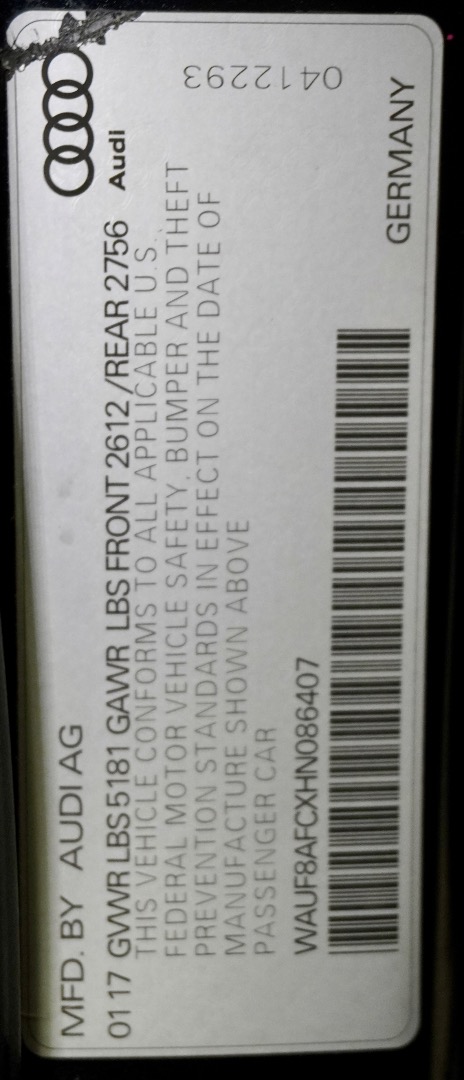 MFD. BY AUDI AG
01 17 GVWR LBS 5181 GAWR LBS FRONT 2612 /REAR 2756
THIS VEHICLE CONFORMS TO ALL APPLICABLE U.S.
FEDERAL MOTOR VEHICLE SAFETY, BUMPER AND THEFT
PREVENTION STANDARDS IN EFFECT ON THE DATE OF
MANUFACTURE SHOWN ABOVE
PASSENGER CAR
WAUF8AFCXHN086407
Audi
0412293
GERMANY